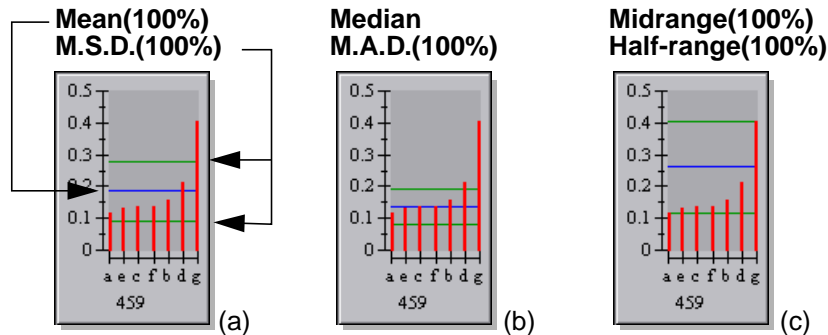 Mean(100%)
M.S.D.(100%)
0.5
0.4
0.3
0.2
0.1
0
a e c f b d g
459
(a)
Median
M.A.D.(100%)
0.5
0.4
0.3
0.2
0.1
0
a e c f b d g
459
(b)
Midrange(100%)
Half-range(100%)
0.5
0.4
0.3
0.2
0.1
0
a e c f b d g
459
(c)